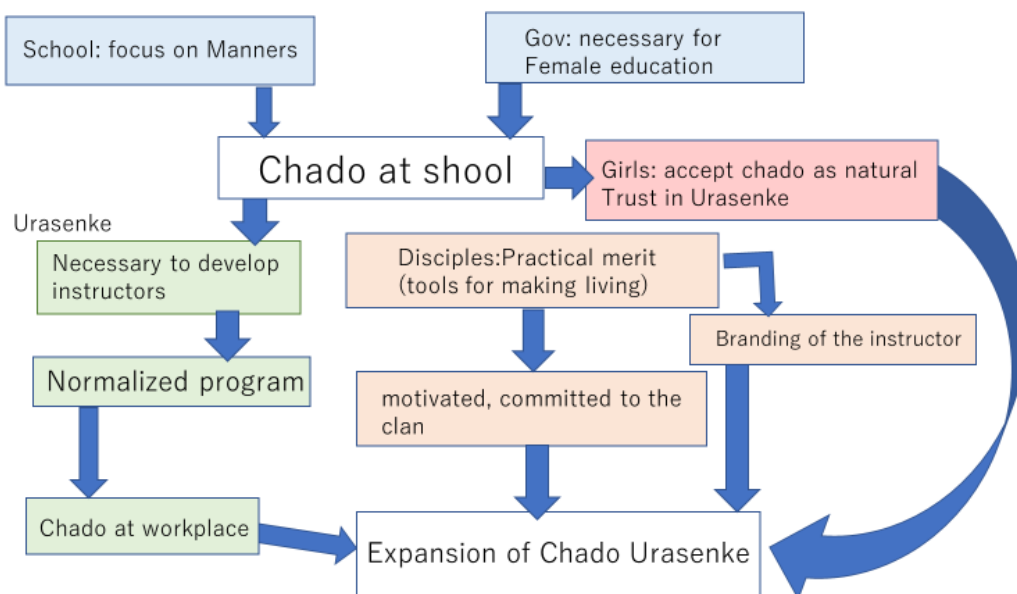 School: focus on Manners
Gov: necessary for
Female education
Chado at shool
Girls: accept chado as natural
Trust in Urasenke
Urasenke
Necessary to develop
instructors
Disciples:Practical merit
(tools for making living)
Branding of the instructor
Normalized program
motivated, committed to the
clan
Chado at workplace
Expansion of Chado Urasenke